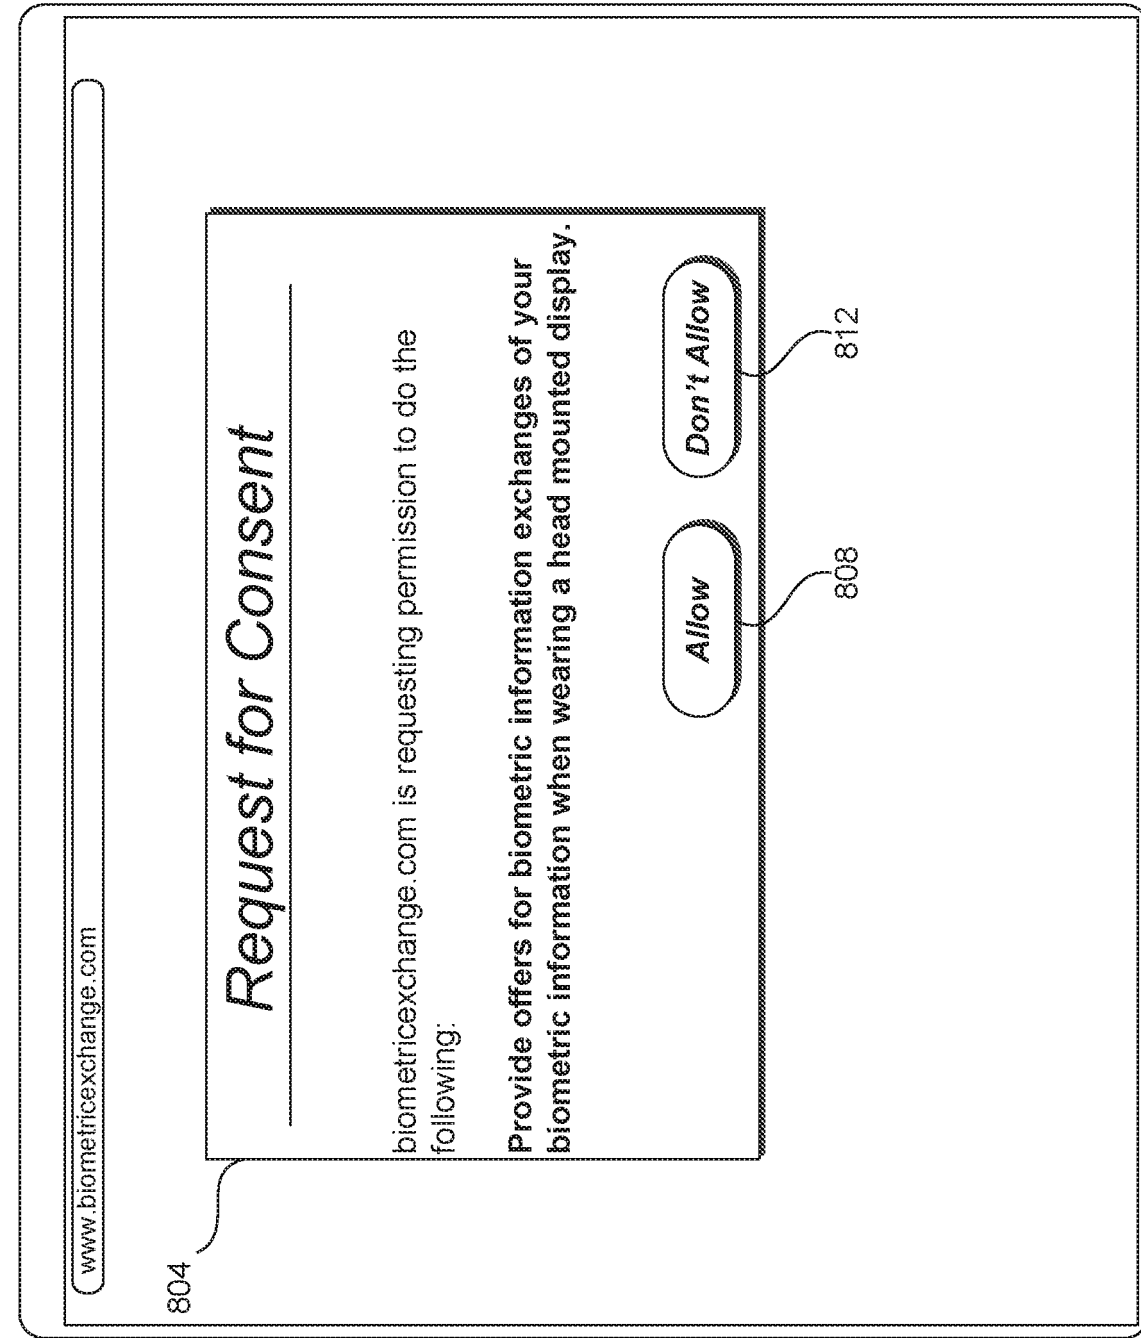 www.biometricexchange.com
804
Request for Consent
biometricexchange.com is requesting permission to do the
following:
Provide offers for biometric information exchanges of your
biometric information when wearing a head mounted display.
Allow
Don't Allow
808
812